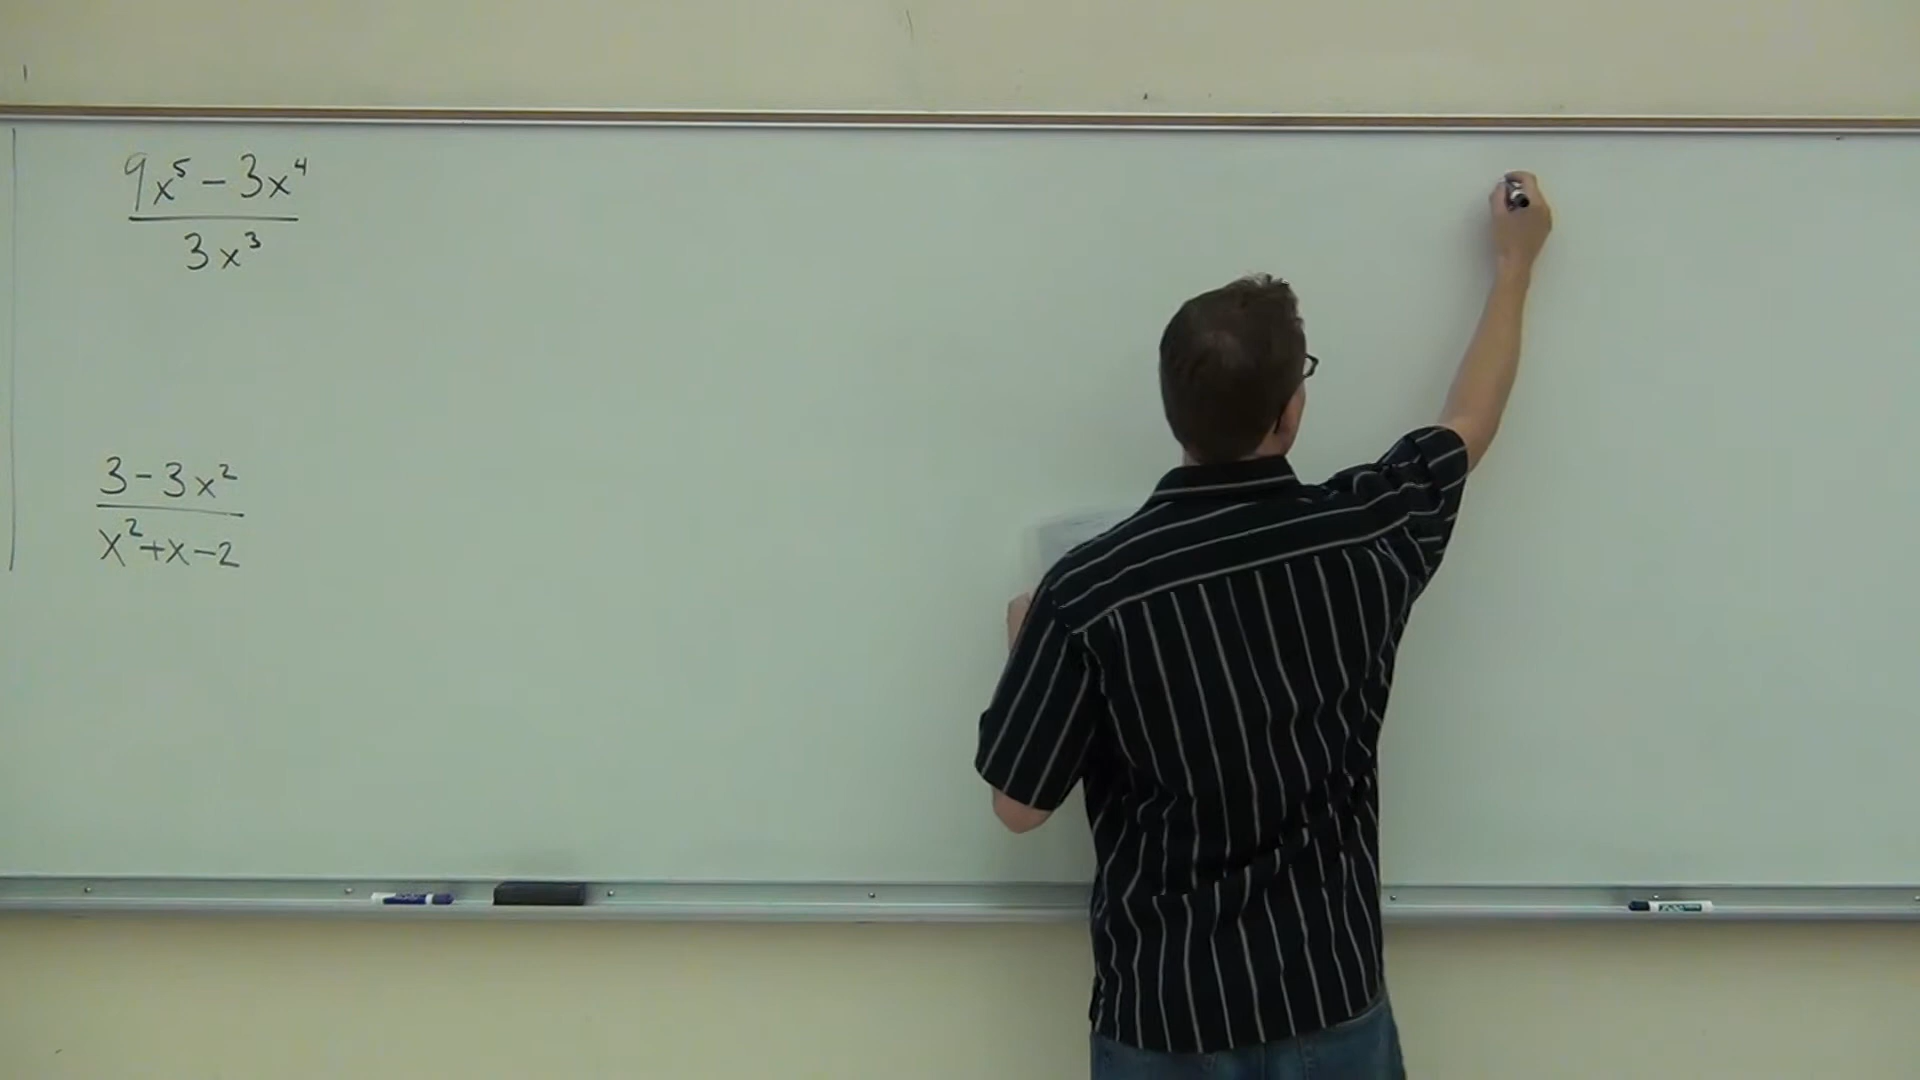 9x⁵ - 3x⁴
3x³
3 - 3x²
x² + x - 2